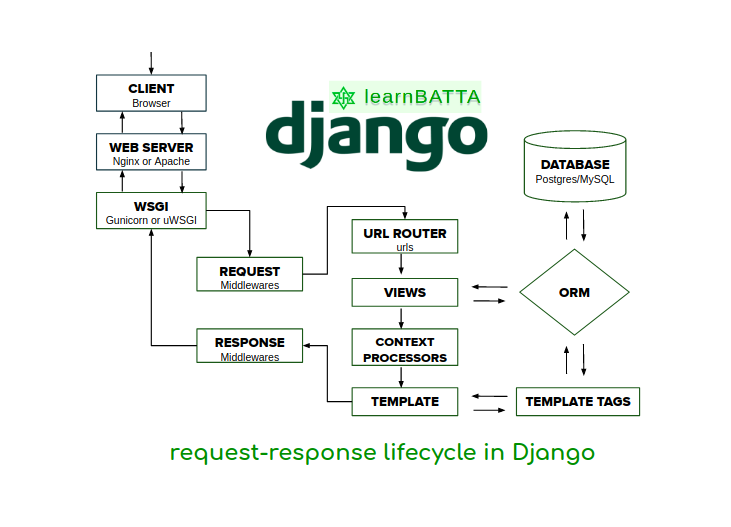 CLIENT
Browser
learnBATTA
django
WEB SERVER
Nginx or Apache
DATABASE
Postgres/MySQL
WSGI
Gunicorn or uWSGI
URL ROUTER
urls
REQUEST
Middlewares
VIEWS
ORM
RESPONSE
Middlewares
CONTEXT
PROCESSORS
TEMPLATE
TEMPLATE TAGS
request-response lifecycle in Django